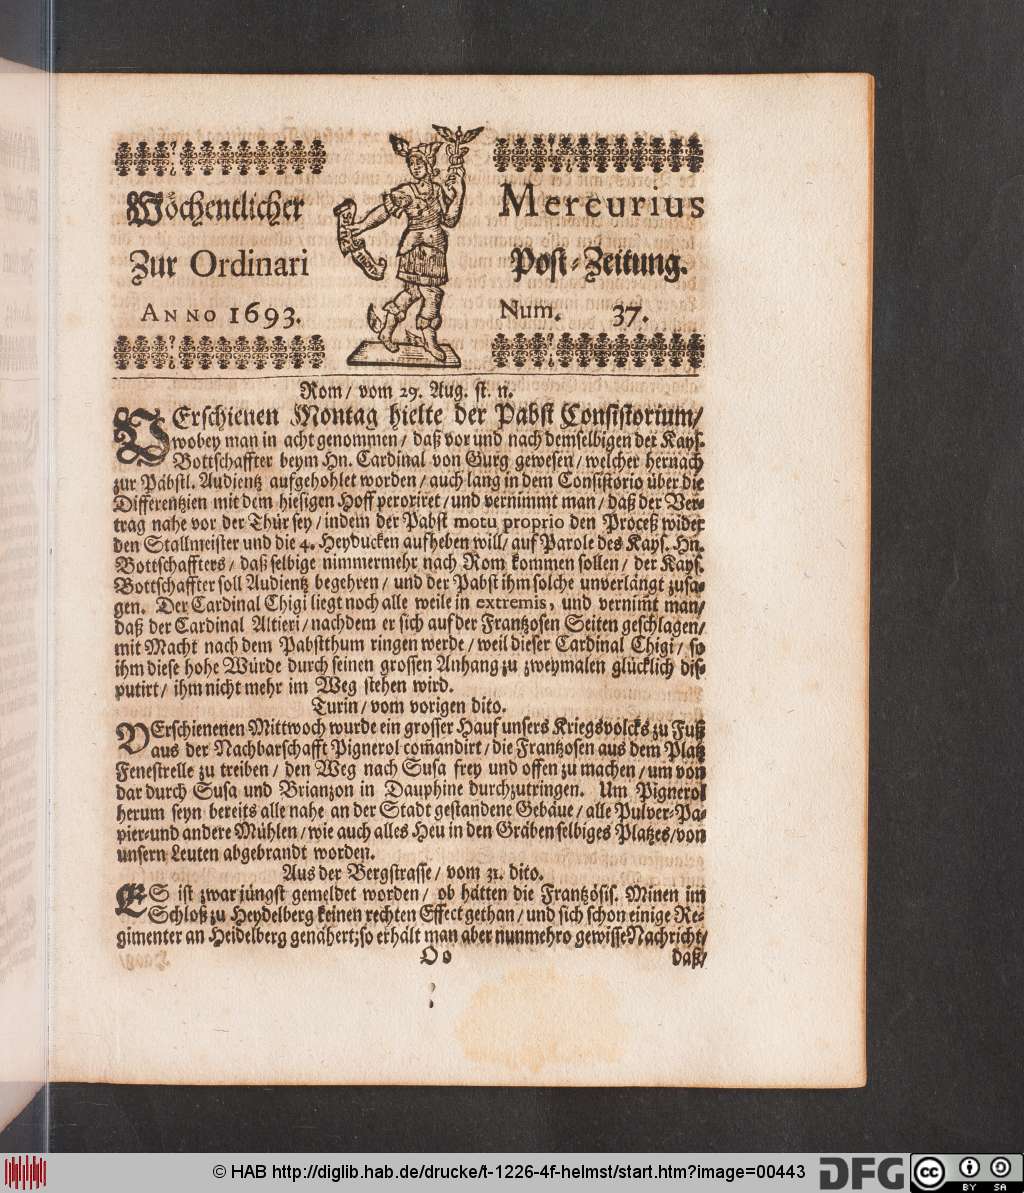 Wöchentlicher Mercurius
Zur Ordinari Post-Zeitung.
ANNO 1693. Num. 37.
Rom/ vom 29. Aug. st. n.
VErschienen Montag hielte der Pabst Consistorium/
wobey man in acht genommen/ daß vor und nach demselbigen der Kays.
Bottschaffter beym Hn. Cardinal von Gurg gewesen/ welcher hernach
zur Päbstl. Audientz aufgehohlet worden/ auch lang in dem Consistorio über die
Differentzien mit dem hiesigen Hoff peroriret/ und vernimmt man/ daß der Ver-
trag nahe vor der Thür sey/ indem der Pabst motu proprio den Proceß wider
den Stallmeister und die 4. Heyducken aufheben will/ auf Parole des Kays. Hn.
Bottschaffters/ daß selbige nimmermehr nach Rom kommen sollen/ der Kays.
Bottschaffter soll Audientz begehren/ und der Pabst ihm solche unverlängt zusa-
gen. Der Cardinal Chigi liegt noch alle weile in extremis, und vernim̃t man/
daß der Cardinal Altieri/ nachdem er sich auf der Frantzosen Seiten geschlagen/
mit Macht nach dem Pabstthum ringen werde/ weil dieser Cardinal Chigi/ so
ihm diese hohe Würde durch seinen grossen Anhang zu zweymalen glücklich dis-
putirt/ ihm nicht mehr im Weg stehen wird.
Turin/ vom vorigen dito.
VErschienenen Mittwoch wurde ein grosser Hauf unsers Kriegsvolcks zu Fuß
aus der Nachbarschafft Pignerol com̃andirt/ die Frantzosen aus dem Platz
Fenestrelle zu treiben/ den Weg nach Susa frey und offen zu machen/ um von
dar durch Susa und Brianzon in Dauphine durchzutringen. Um Pignerol
herum seyn bereits alle nahe an der Stadt gestandene Gebäue/ alle Pulver-Pa-
pier-und andere Mühlen/ wie auch alles Heu in den Gräben selbiges Platzes/ von
unsern Leuten abgebrandt worden.
Aus der Bergstrasse/ vom 31. dito.
ES ist zwar jüngst gemeldet worden/ ob hätten die Frantzösis. Minen im
Schloß zu Heydelberg keinen rechten Effect gethan/ und sich schon einige Re-
gimenter an Heidelberg genähert; so erhält man aber nunmehro gewisse Nachricht/
Oo daß/
© HAB http://diglib.hab.de/drucke/t-1226-4f-helmst/start.htm?image=00443 DFG cc BY SA